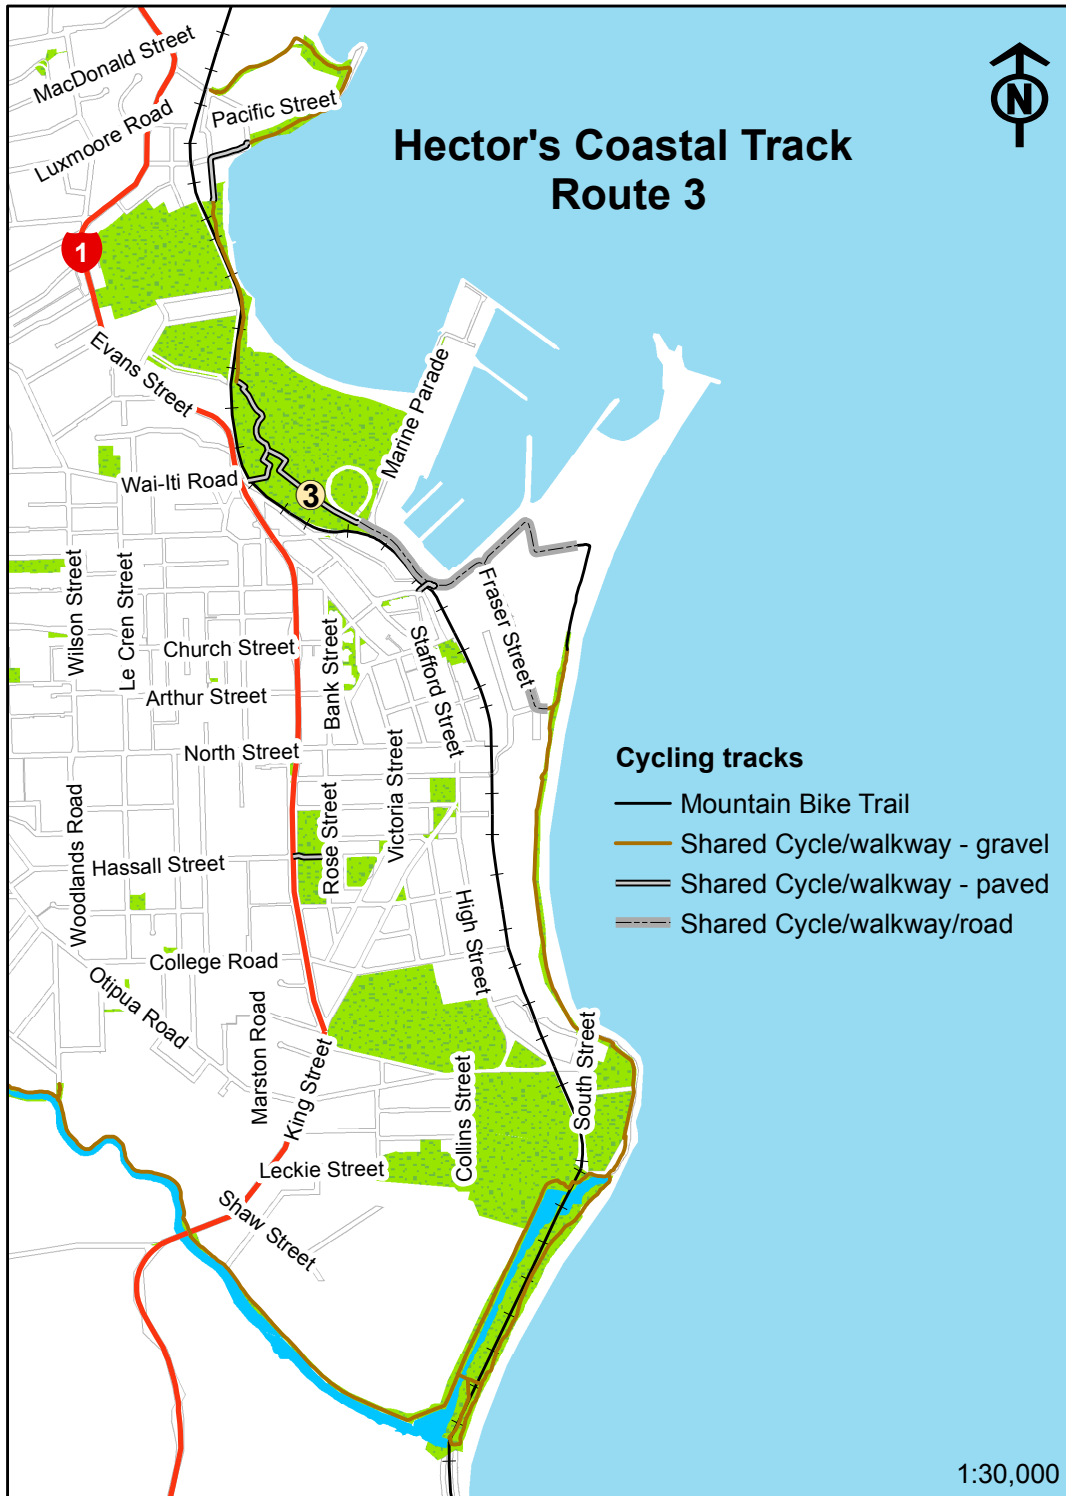 MacDonald Street
Pacific Street
Luxmoore Road
N
Hector's Coastal Track
Route 3
1
Evans Street
Marine Parade
Wai-Iti Road
3
Wilson Street
Le Cren Street
Church Street
Bank Street
Stafford Street
Fraser Street
Arthur Street
North Street
Victoria Street
Woodlands Road
Hassall Street
Rose Street
High Street
College Road
Otipua Road
Marston Road
King Street
Collins Street
South Street
Leckie Street
Shaw Street
Cycling tracks
Mountain Bike Trail
Shared Cycle/walkway - gravel
Shared Cycle/walkway - paved
Shared Cycle/walkway/road
1:30,000